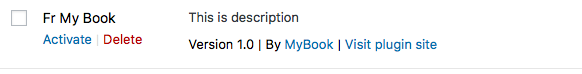 Fr My Book
This is description
Activate | Delete
Version 1.0 | By MyBook | Visit plugin site